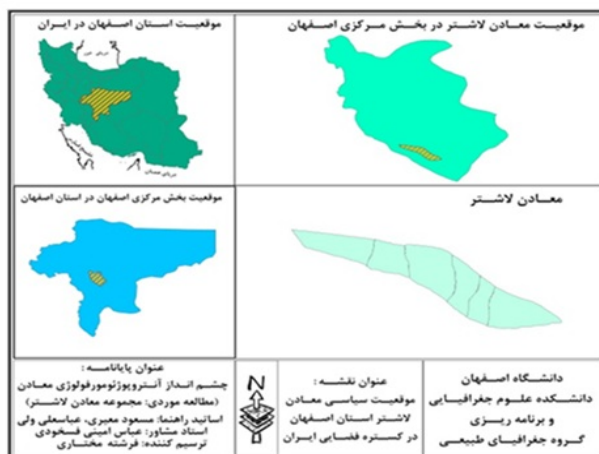 موقعیت استان اصفهان در ایران
موقعیت معادن لاشتر در بخش مرکزی اصفهان
موقعیت بخش مرکزی اصفهان در استان اصفهان
معادن لاشتر
عنوان پایانامه :
چشم انداز آنتروپوژئومورفولوژی معادن
(مطالعه موردی: مجموعه معادن لاشتر)
اساتید راهنما: مسعود معیری، عباسعلی ولی
استاد مشاور: عباس امینی فسخودی
ترسیم کننده: فرشته مختاری
N
عنوان نقشه :
موقعیت سیاسی معادن
لاشتر استان اصفهان
در گستره فضایی ایران
دانشگاه اصفهان
دانشکده علوم جغرافیایی
و برنامه ریزی
گروه جغرافیای طبیعی